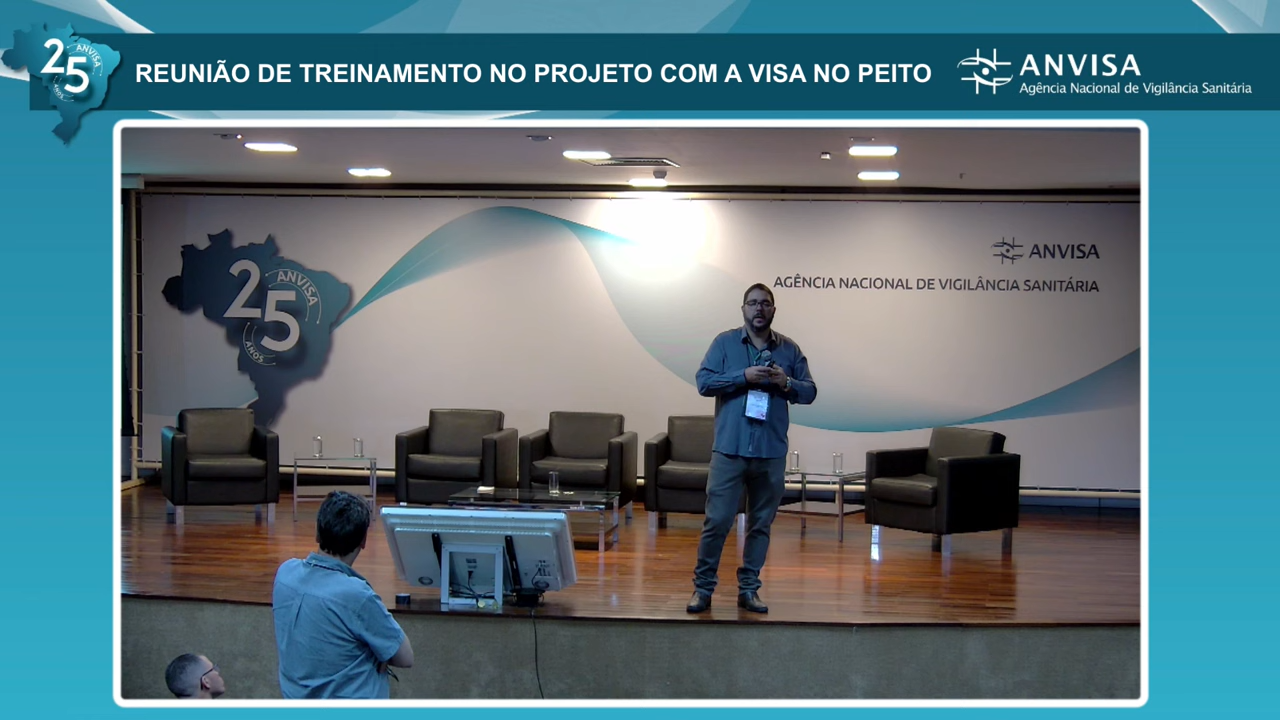 25
ANVISA
ANOS
REUNIÃO DE TREINAMENTO NO PROJETO COM A VISA NO PEITO
ANVISA
Agência Nacional de Vigilância Sanitária
25
ANVISA
ANOS
ANVISA
AGÊNCIA NACIONAL DE VIGILÂNCIA SANITÁRIA